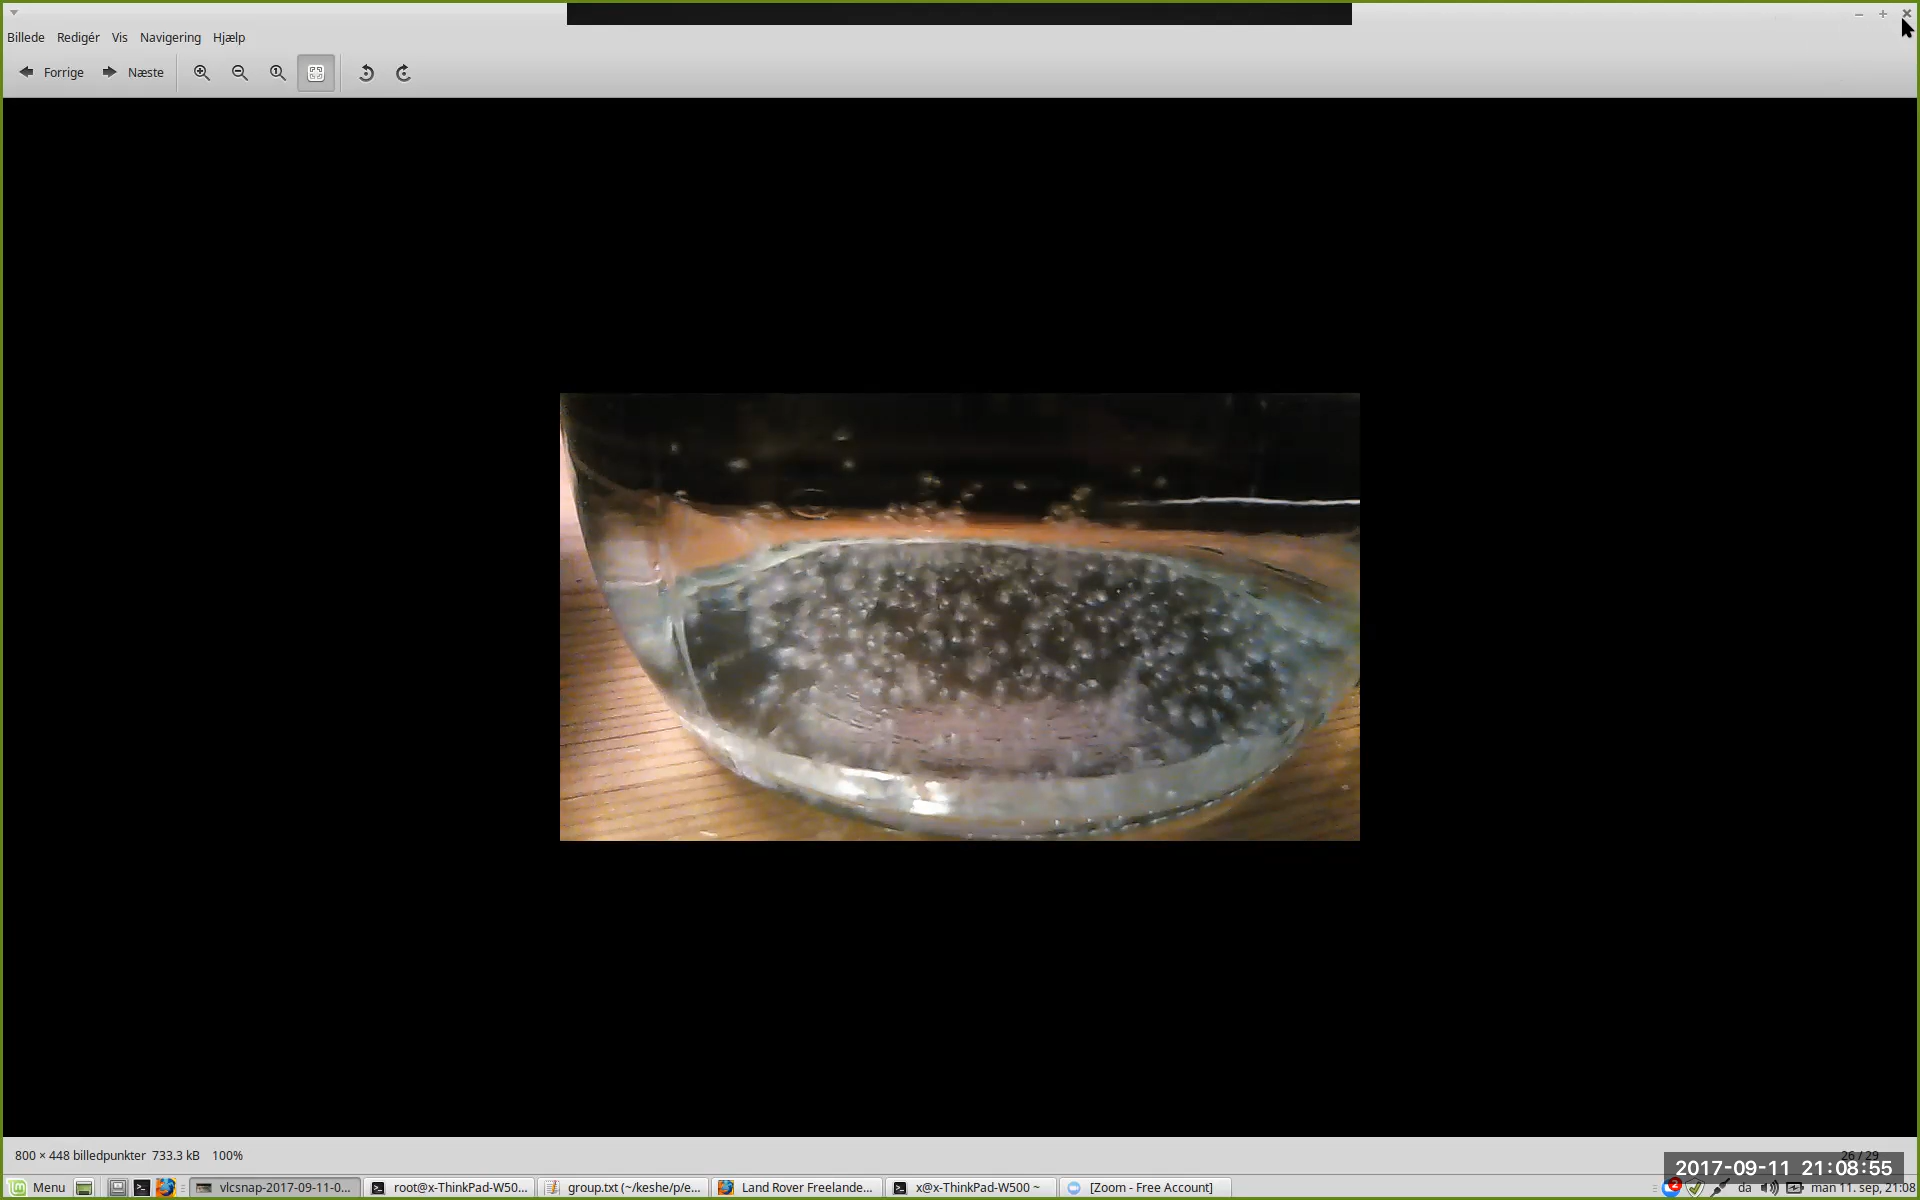 Billede Redigér Vis Navigering Hjælp
Forrige Næste
800 × 448 billedpunkter 733.3 kB 100%
26 / 29
2017-09-11 21:08:55
Menu vlcsnap-2017-09-11-0... root@x-ThinkPad-W50... group.txt (~/keshe/p/e... Land Rover Freelande... x@x-ThinkPad-W500 ~ [Zoom - Free Account] 2 da man 11. sep, 21:08